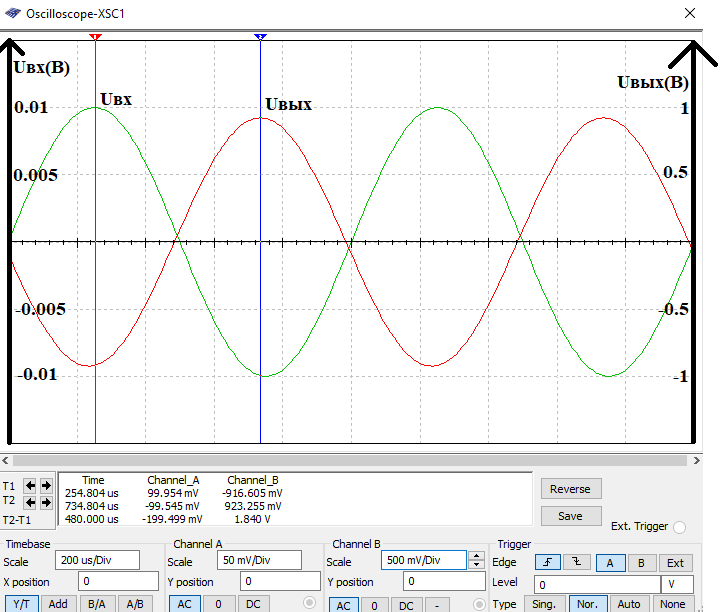 Oscilloscope-XSC1
Uвх(В)
Uвых(В)
0.01
Uвх
Uвых
1
0.005
0.5
-0.005
-0.5
-0.01
-1
Time Channel_A Channel_B
T1 254.804 us 99.954 mV -916.605 mV
T2 734.804 us -99.545 mV 923.255 mV
T2-T1 480.000 us -199.499 mV 1.840 V
Reverse
Save
Ext. Trigger
Timebase Channel A Channel B Trigger
Scale 200 us/Div Scale 50 mV/Div Scale 500 mV/Div Edge A B Ext
X position 0 Y position 0 Y position 0 Level 0 V
Y/T Add B/A A/B AC 0 DC AC 0 DC - Type Sing. Nor. Auto None